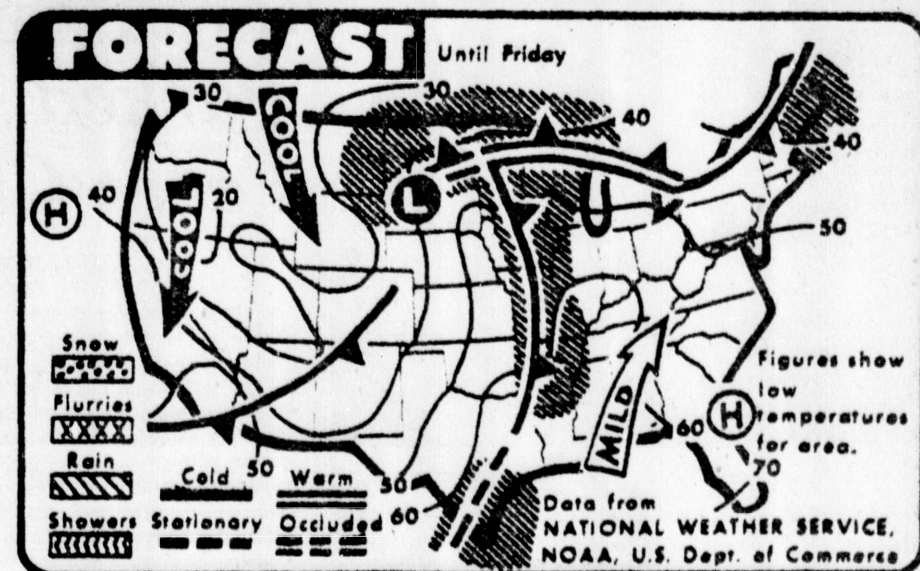 FORECAST
Until Friday
30
COOL
30
40
40
H
40
COOL
20
L
50
Snow
Flurries
Rain
Showers
Cold
Warm
Stationary
Occluded
50
50
60
MILD
60
H
70
Figures show
low
temperatures
for area.
Data from
NATIONAL WEATHER SERVICE,
NOAA, U.S. Dept. of Commerce